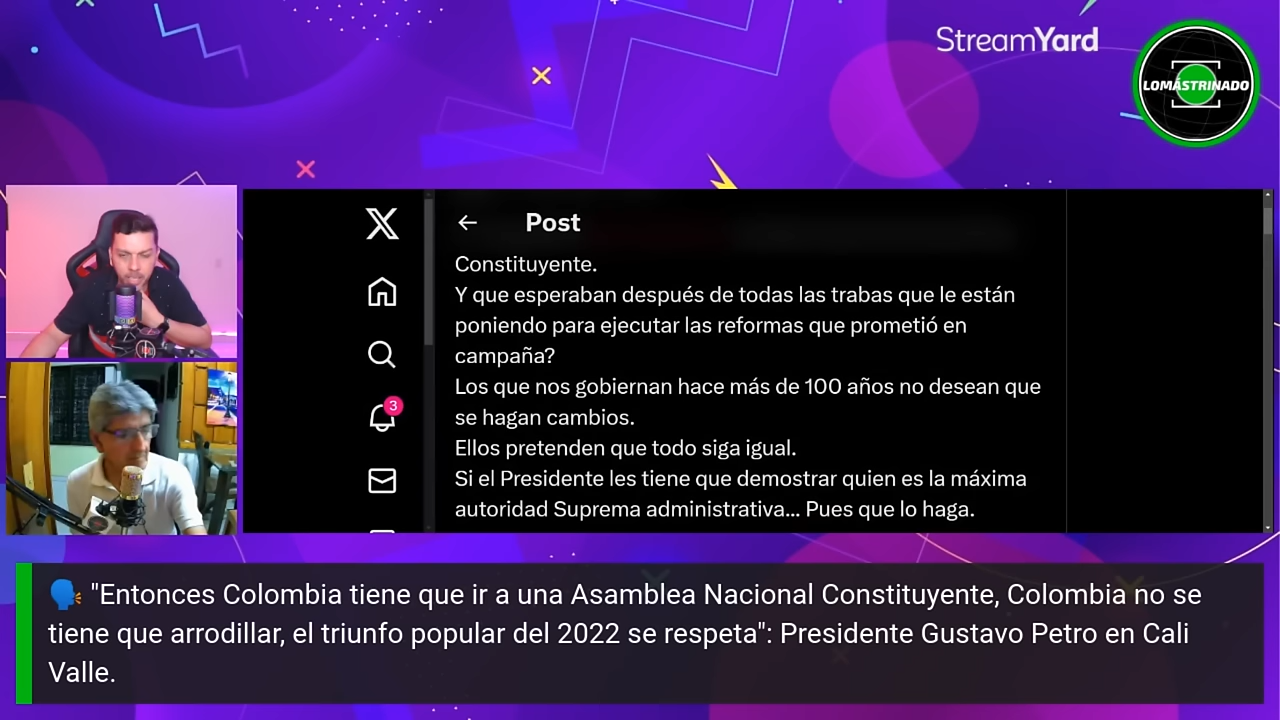 StreamYard
LOMÁSTRINADO
Post
Constituyente.
Y que esperaban después de todas las trabas que le están
poniendo para ejecutar las reformas que prometió en
campaña?
Los que nos gobiernan hace más de 100 años no desean que
se hagan cambios.
Ellos pretenden que todo siga igual.
Si el Presidente les tiene que demostrar quien es la máxima
autoridad Suprema administrativa... Pues que lo haga.
3
"Entonces Colombia tiene que ir a una Asamblea Nacional Constituyente, Colombia no se
tiene que arrodillar, el triunfo popular del 2022 se respeta": Presidente Gustavo Petro en Cali
Valle.